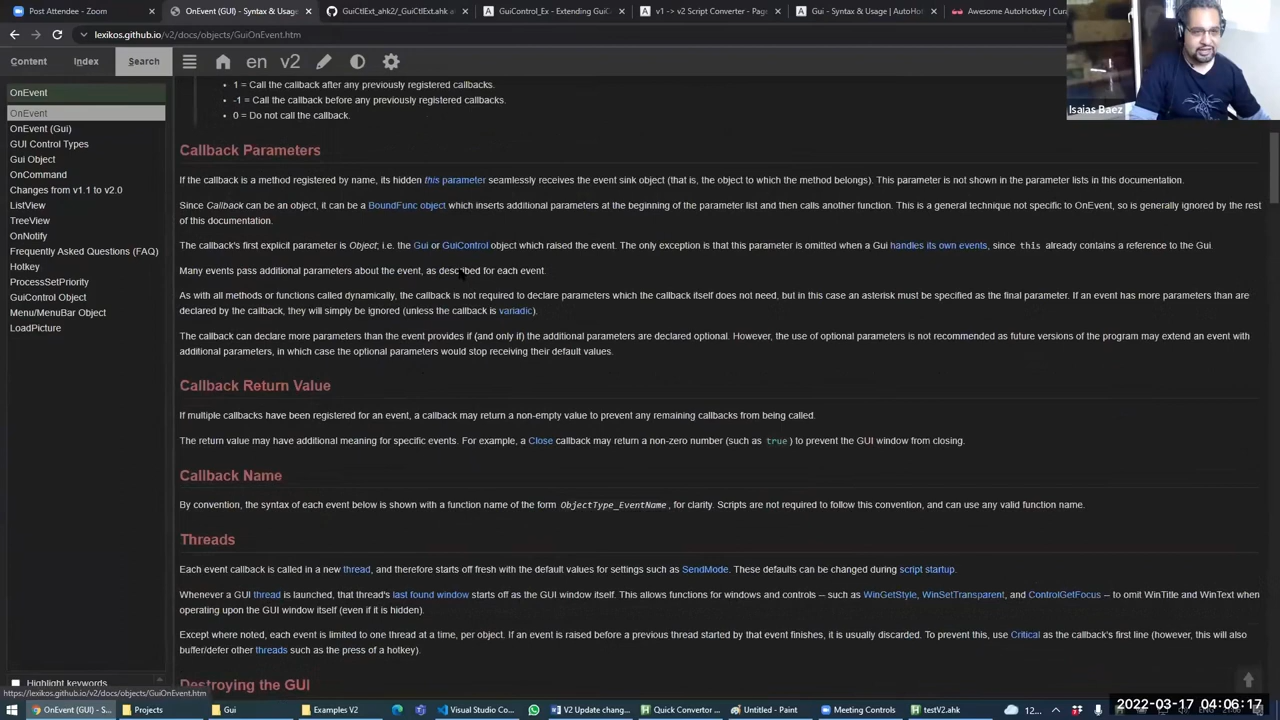 Post Attendee - Zoom
OnEvent (GUI) - Syntax & Usage
GuiCtlExt_ahk2/_GuiCtlExt.ahk a
GuiControl_Ex - Extending GuiCo
v1 -> v2 Script Converter - Page
Gui - Syntax & Usage | AutoHot
Awesome AutoHotkey | Cur
lexikos.github.io/v2/docs/objects/GuiOnEvent.htm
Content
Index
Search
en
v2
OnEvent
OnEvent
OnEvent (Gui)
GUI Control Types
Gui Object
OnCommand
Changes from v1.1 to v2.0
ListView
TreeView
OnNotify
Frequently Asked Questions (FAQ)
Hotkey
ProcessSetPriority
GuiControl Object
Menu/MenuBar Object
LoadPicture
Highlight keywords
1 = Call the callback after any previously registered callbacks.
-1 = Call the callback before any previously registered callbacks.
0 = Do not call the callback.
Callback Parameters
If the callback is a method registered by name, its hidden this parameter seamlessly receives the event sink object (that is, the object to which the method belongs). This parameter is not shown in the parameter lists in this documentation.
Since Callback can be an object, it can be a BoundFunc object which inserts additional parameters at the beginning of the parameter list and then calls another function. This is a general technique not specific to OnEvent, so is generally ignored by the rest
of this documentation.
The callback's first explicit parameter is Object; i.e. the Gui or GuiControl object which raised the event. The only exception is that this parameter is omitted when a Gui handles its own events, since this already contains a reference to the Gui.
Many events pass additional parameters about the event, as described for each event.
As with all methods or functions called dynamically, the callback is not required to declare parameters which the callback itself does not need, but in this case an asterisk must be specified as the final parameter. If an event has more parameters than are
declared by the callback, they will simply be ignored (unless the callback is variadic).
The callback can declare more parameters than the event provides if (and only if) the additional parameters are declared optional. However, the use of optional parameters is not recommended as future versions of the program may extend an event with
additional parameters, in which case the optional parameters would stop receiving their default values.
Callback Return Value
If multiple callbacks have been registered for an event, a callback may return a non-empty value to prevent any remaining callbacks from being called.
The return value may have additional meaning for specific events. For example, a Close callback may return a non-zero number (such as true) to prevent the GUI window from closing.
Callback Name
By convention, the syntax of each event below is shown with a function name of the form ObjectType_EventName, for clarity. Scripts are not required to follow this convention, and can use any valid function name.
Threads
Each event callback is called in a new thread, and therefore starts off fresh with the default values for settings such as SendMode. These defaults can be changed during script startup.
Whenever a GUI thread is launched, that thread's last found window starts off as the GUI window itself. This allows functions for windows and controls -- such as WinGetStyle, WinSetTransparent, and ControlGetFocus -- to omit WinTitle and WinText when
operating upon the GUI window itself (even if it is hidden).
Except where noted, each event is limited to one thread at a time, per object. If an event is raised before a previous thread started by that event finishes, it is usually discarded. To prevent this, use Critical as the callback's first line (however, this will also
buffer/defer other threads such as the press of a hotkey).
Destroying the GUI
Isaias Baez
https://lexikos.github.io/v2/docs/objects/GuiOnEvent.htm
OnEvent (GUI) - S...
Projects
Gui
Examples V2
Visual Studio Co...
V2 Update chang...
Quick Convertor ...
Untitled - Paint
Meeting Controls
testV2.ahk
12...
2022-03-17 04:06:17